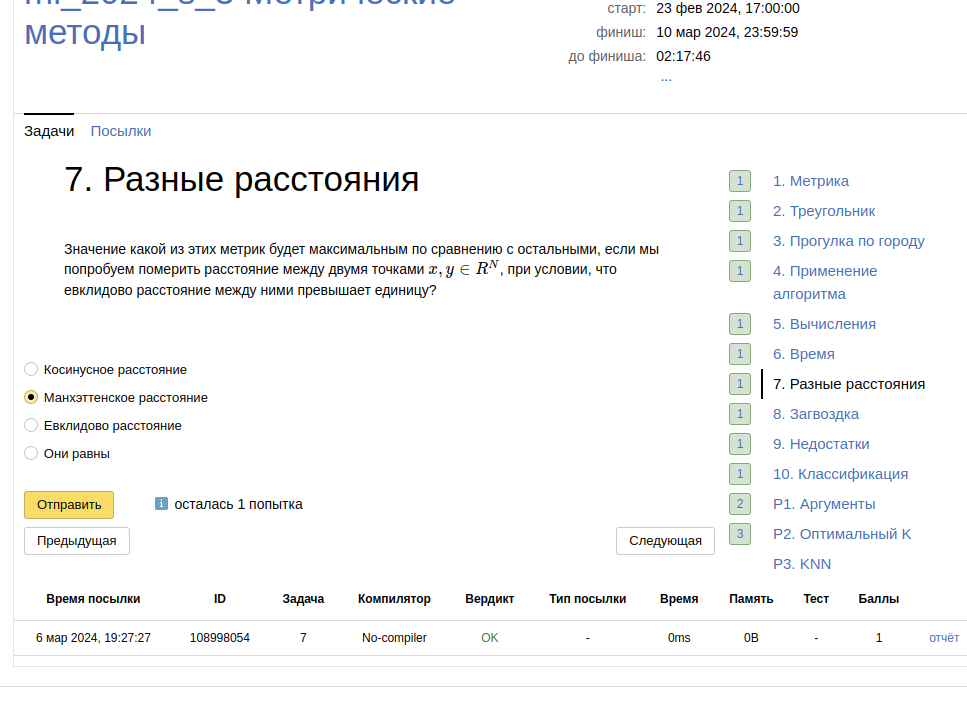 методы
старт: 23 фев 2024, 17:00:00
финиш: 10 мар 2024, 23:59:59
до финиша: 02:17:46
...
Задачи Посылки
7. Разные расстояния
Значение какой из этих метрик будет максимальным по сравнению с остальными, если мы
попробуем померить расстояние между двумя точками x, y ∈ R^N, при условии, что
евклидово расстояние между ними превышает единицу?
Косинусное расстояние
Манхэттенское расстояние
Евклидово расстояние
Они равны
Отправить
i осталась 1 попытка
Предыдущая
Следующая
1 1. Метрика
1 2. Треугольник
1 3. Прогулка по городу
1 4. Применение
алгоритма
1 5. Вычисления
1 6. Время
1 7. Разные расстояния
1 8. Загвоздка
1 9. Недостатки
1 10. Классификация
2 P1. Аргументы
3 P2. Оптимальный K
P3. KNN
Время посылки ID Задача Компилятор Вердикт Тип посылки Время Память Тест Баллы
6 мар 2024, 19:27:27 108998054 7 No-compiler OK - 0ms 0B - 1 отчёт